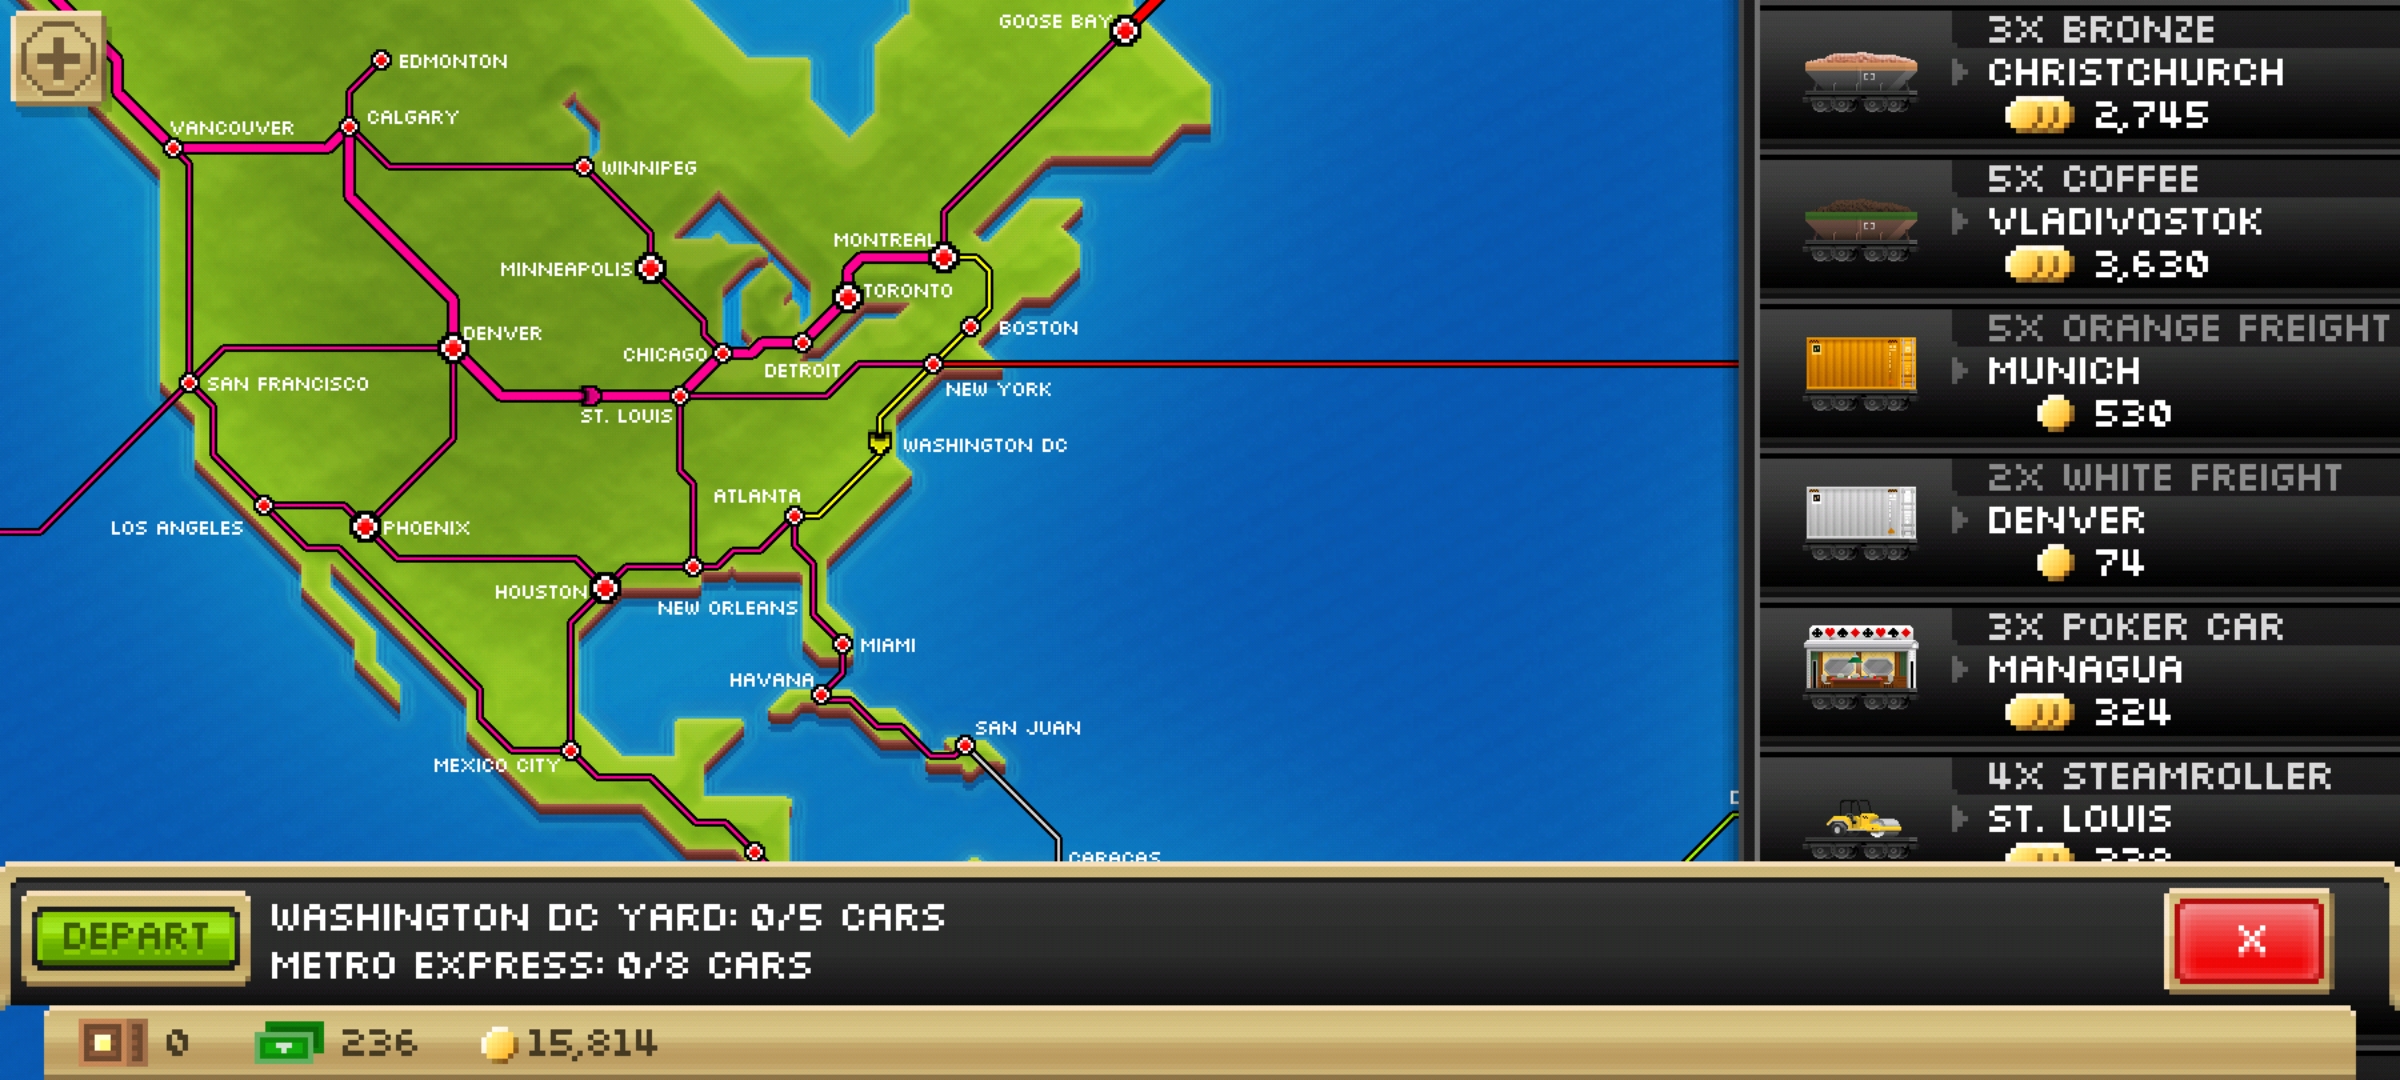 GOOSE BAY
EDMONTON
CALGARY
VANCOUVER
WINNIPEG
MONTREAL
MINNEAPOLIS
TORONTO
BOSTON
DENVER
CHICAGO
DETROIT
SAN FRANCISCO
NEW YORK
ST. LOUIS
WASHINGTON DC
ATLANTA
LOS ANGELES
PHOENIX
HOUSTON
NEW ORLEANS
MIAMI
HAVANA
SAN JUAN
MEXICO CITY
CARACAS
3X BRONZE
CHRISTCHURCH
2,745
5X COFFEE
VLADIVOSTOK
3,630
5X ORANGE FREIGHT
MUNICH
530
2X WHITE FREIGHT
DENVER
74
3X POKER CAR
MANAGUA
324
4X STEAMROLLER
ST. LOUIS
DEPART
WASHINGTON DC YARD: 0/5 CARS
METRO EXPRESS: 0/8 CARS
X
0
236
15,814